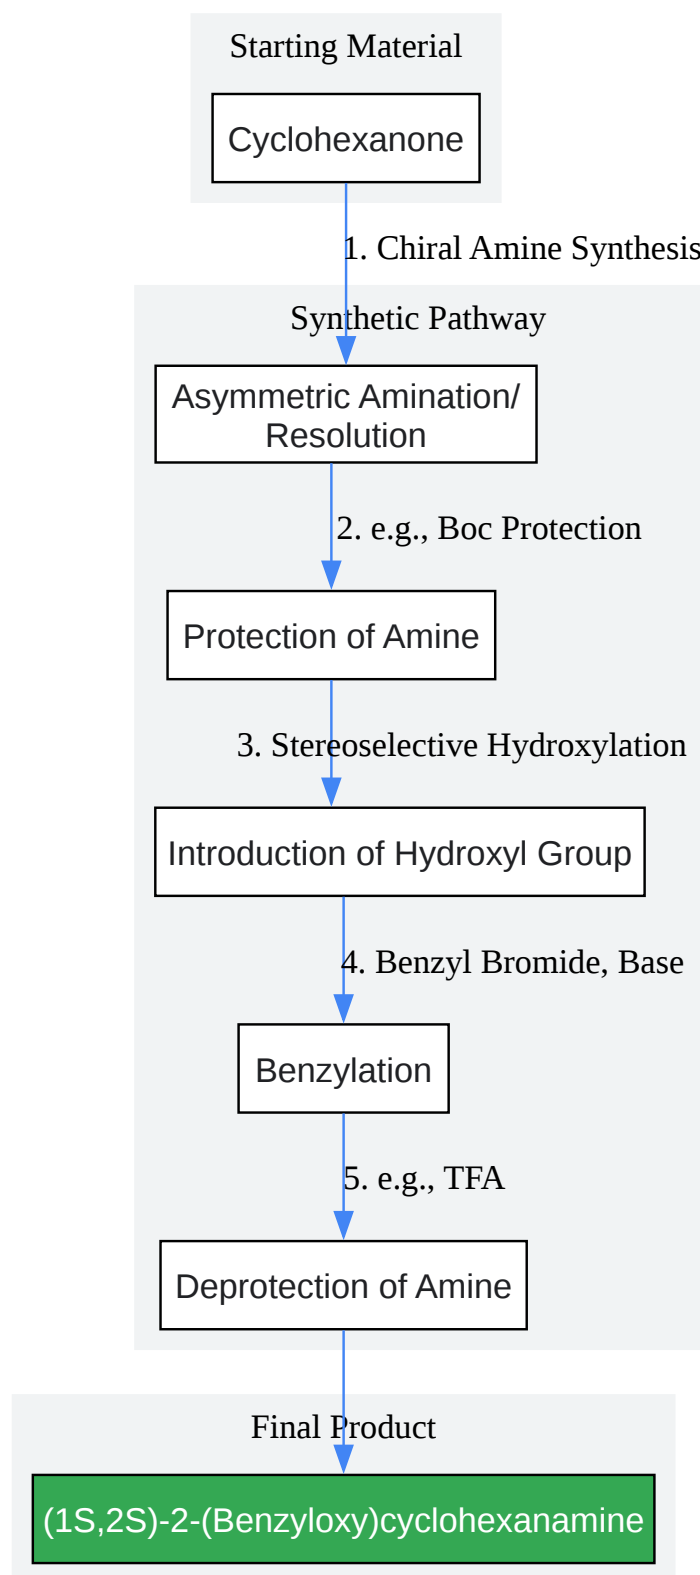 Starting Material
Cyclohexanone
1. Chiral Amine Synthesis
Synthetic Pathway
Asymmetric Amination/
Resolution
2. e.g., Boc Protection
Protection of Amine
3. Stereoselective Hydroxylation
Introduction of Hydroxyl Group
4. Benzyl Bromide, Base
Benzylation
5. e.g., TFA
Deprotection of Amine
Final Product
(1S,2S)-2-(Benzyloxy)cyclohexanamine